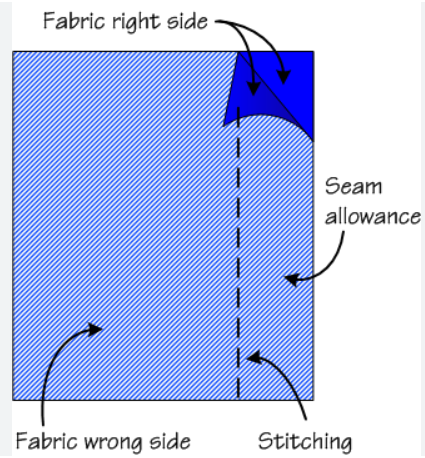 Fabric right side
Seam
allowance
Fabric wrong side
Stitching